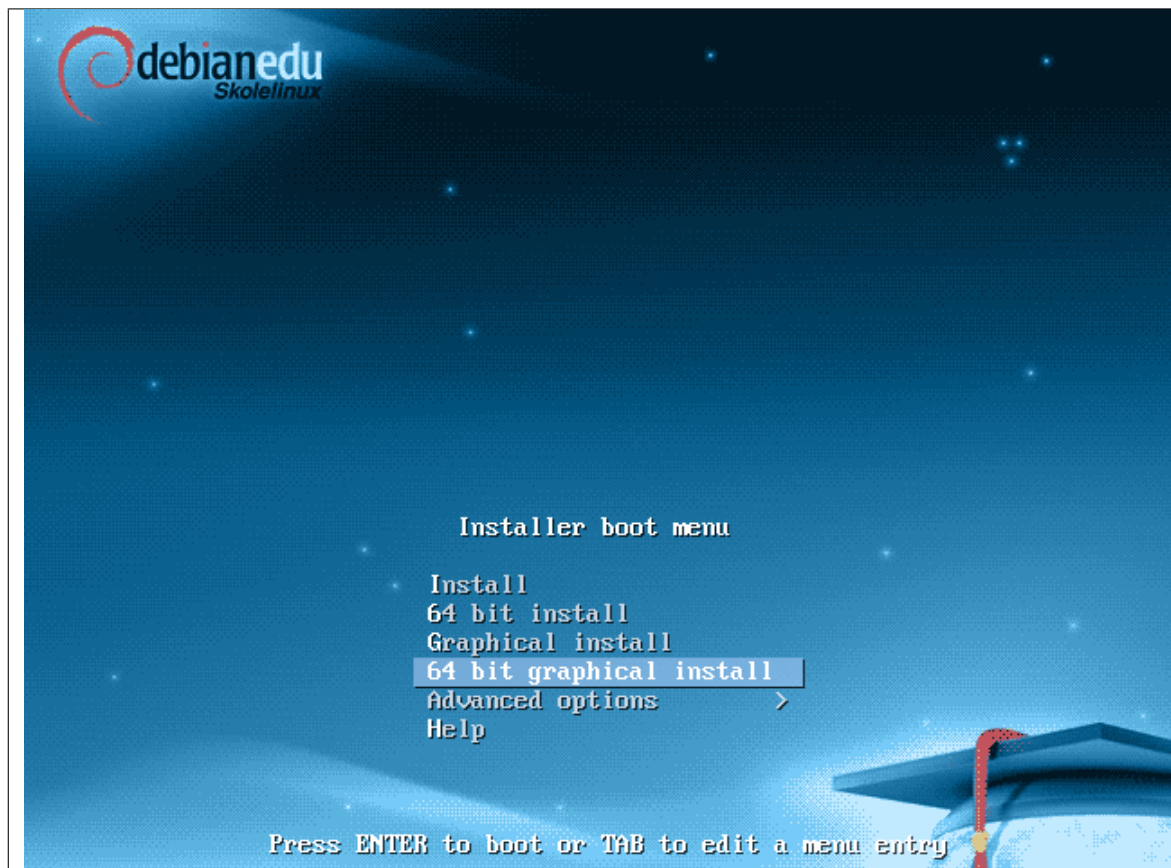 debianedu
Skolelinux
Installer boot menu
Install
64 bit install
Graphical install
64 bit graphical install
Advanced options >
Help
Press ENTER to boot or TAB to edit a menu entry